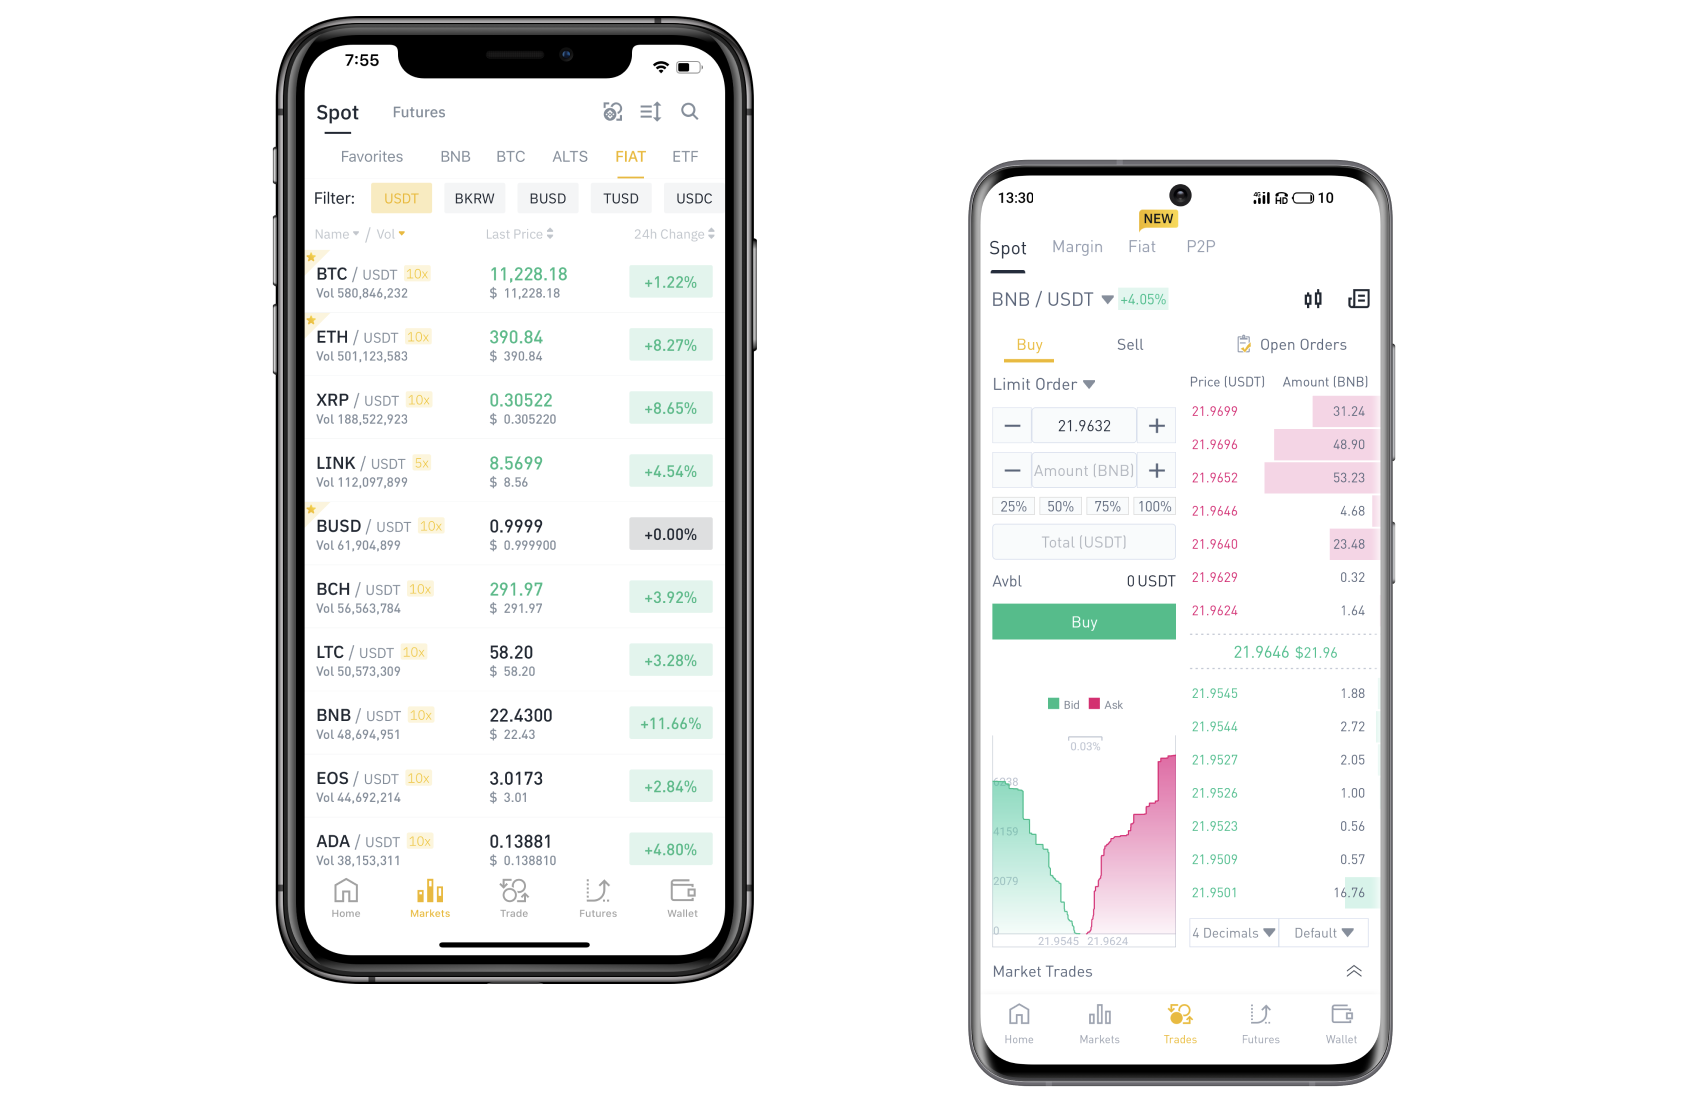 7:55
Spot Futures
Favorites BNB BTC ALTS FIAT ETF
Filter: USDT BKRW BUSD TUSD USDC
Name / Vol Last Price 24h Change
BTC / USDT 10x 11,228.18 +1.22%
Vol 580,846,232 $ 11,228.18
ETH / USDT 10x 390.84 +8.27%
Vol 501,123,583 $ 390.84
XRP / USDT 10x 0.30522 +8.65%
Vol 188,522,923 $ 0.305220
LINK / USDT 5x 8.5699 +4.54%
Vol 112,097,899 $ 8.56
BUSD / USDT 10x 0.9999 +0.00%
Vol 61,904,899 $ 0.999900
BCH / USDT 10x 291.97 +3.92%
Vol 56,563,784 $ 291.97
LTC / USDT 10x 58.20 +3.28%
Vol 50,573,309 $ 58.20
BNB / USDT 10x 22.4300 +11.66%
Vol 48,694,951 $ 22.43
EOS / USDT 10x 3.0173 +2.84%
Vol 44,692,214 $ 3.01
ADA / USDT 10x 0.13881 +4.80%
Vol 38,153,311 $ 0.138810
Home Markets Trade Futures Wallet
13:30 4G HD 10
NEW
Spot Margin Fiat P2P
BNB / USDT +4.05%
Buy Sell Open Orders
Limit Order Price (USDT) Amount (BNB)
21.9699 31.24
21.9632
21.9696 48.90
Amount (BNB) 21.9652 53.23
25% 50% 75% 100% 21.9646 4.68
Total (USDT) 21.9640 23.48
Avbl 0 USDT 21.9629 0.32
Buy 21.9624 1.64
21.9646 $21.96
Bid Ask 21.9545 1.88
21.9544 2.72
0.03%
21.9527 2.05
6238 21.9526 1.00
4159 21.9523 0.56
21.9509 0.57
2079 21.9501 16.76
0 4 Decimals Default
21.9545 21.9624
Market Trades
Home Markets Trades Futures Wallet